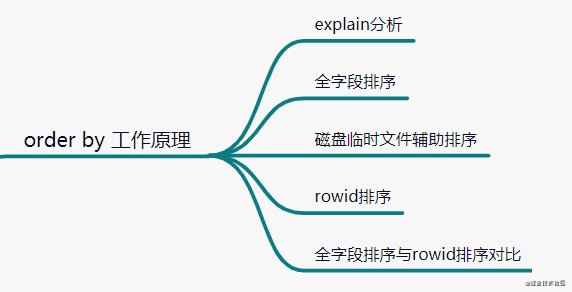 explain分析
全字段排序
order by 工作原理
磁盘临时文件辅助排序
rowid排序
全字段排序与rowid排序对比
@掘金技术社区